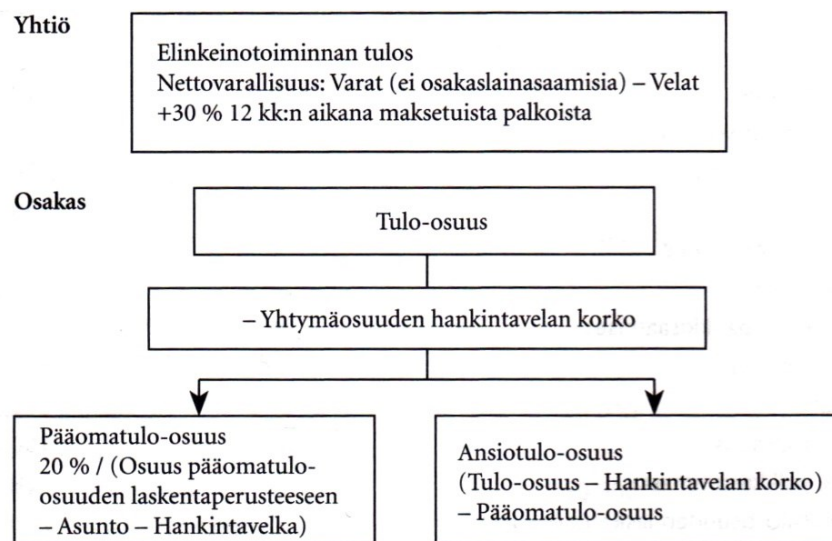 Yhtiö
Elinkeinotoiminnan tulos
Nettovarallisuus: Varat (ei osakaslainasaamisia) – Velat
+30 % 12 kk:n aikana maksetuista palkoista
Osakas
Tulo-osuus
– Yhtymäosuuden hankintavelan korko
Pääomatulo-osuus
20 % / (Osuus pääomatulo-
osuuden laskentaperusteeseen
– Asunto – Hankintavelka)
Ansiotulo-osuus
(Tulo-osuus – Hankintavelan korko)
– Pääomatulo-osuus